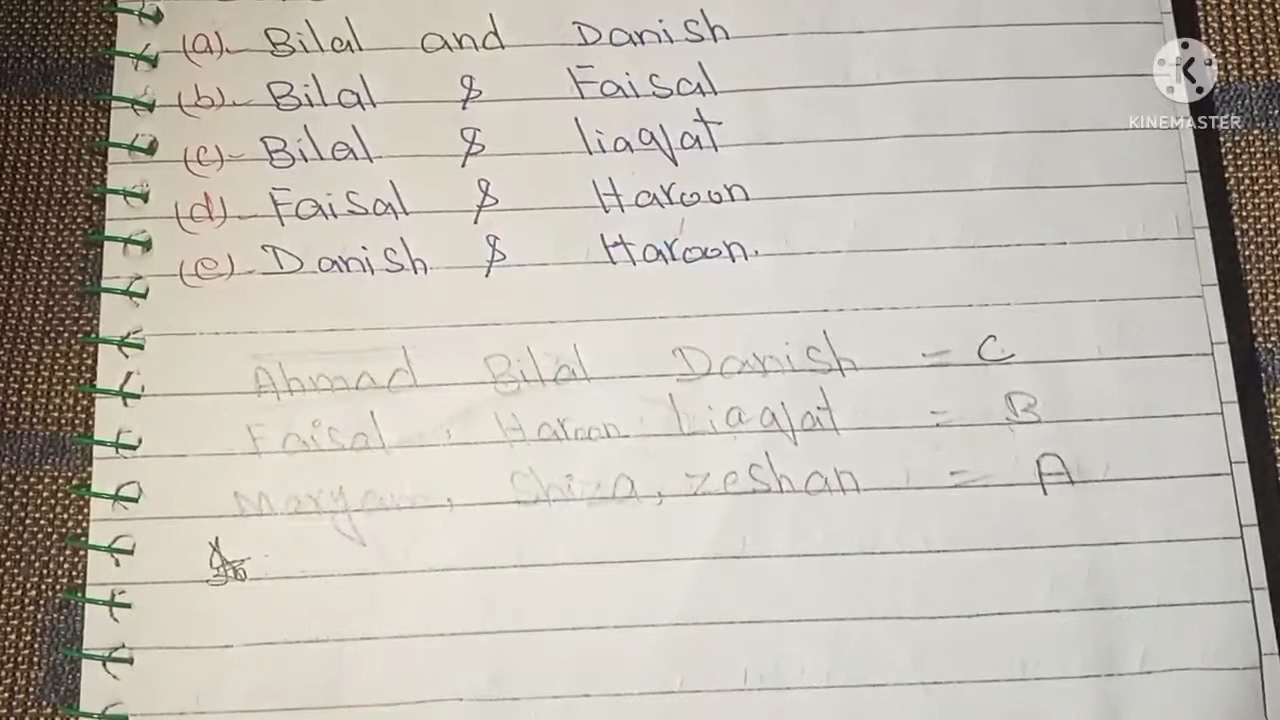 (a). Bilal and Danish
(b). Bilal & Faisal
(c)- Bilal & liaqat
(d)- Faisal & Haroon
(e). Danish & Haroon.
Ahmad Bilal Danish = C
Faisal, Haroon Liaqat = B
Maryam, Shiza, zeshan = A
KINEMASTER